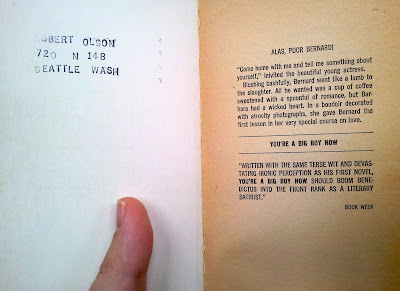 ROBERT OLSON
720 N 148
SEATTLE WASH
ALAS, POOR BERNARD!
"Come home with me and tell me something about
yourself," invited the beautiful young actress.
Blushing bashfully, Bernard went like a lamb to
the slaughter. All he wanted was a cup of coffee
sweetened with a spoonful of romance, but Bar-
bara had a wicked heart. In a boudoir decorated
with atrocity photographs, she gave Bernard the
first lesson in her very special course on love.
YOU'RE A BIG BOY NOW
"WRITTEN WITH THE SAME TERSE WIT AND DEVAS-
TATING IRONIC PERCEPTION AS HIS FIRST NOVEL,
YOU'RE A BIG BOY NOW SHOULD BOOM BENE-
DICTUS INTO THE FRONT RANK AS A LITERARY
SATIRIST."
BOOK WEEK